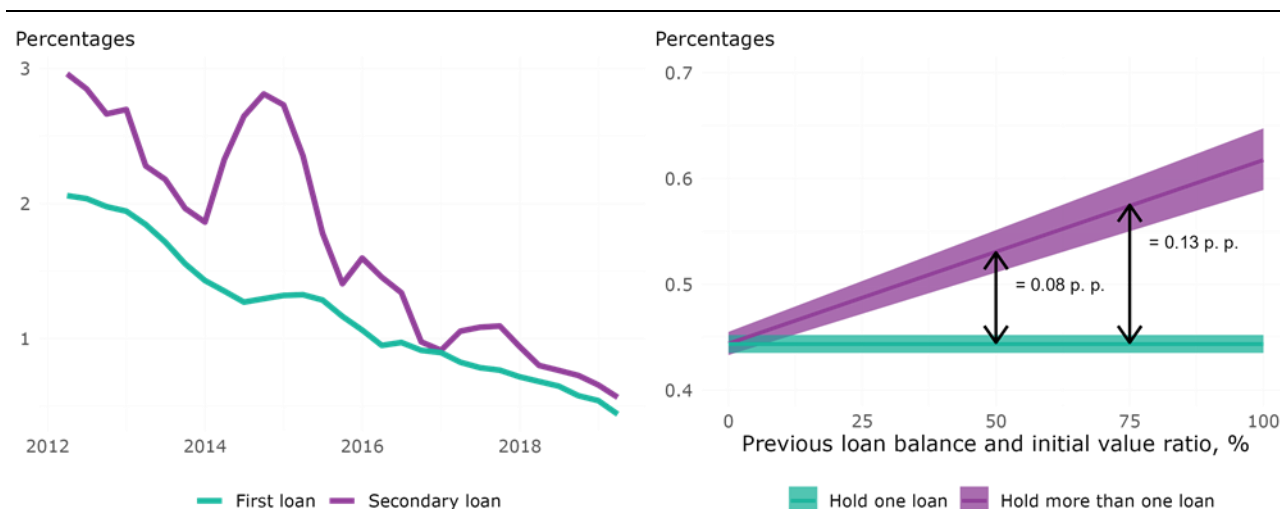 Percentages
3
2
1
2012 2014 2016 2018
First loan Secondary loan
Percentages
0.7
0.6
0.5
0.4
= 0.08 p. p.
= 0.13 p. p.
0 25 50 75 100
Previous loan balance and initial value ratio, %
Hold one loan Hold more than one loan